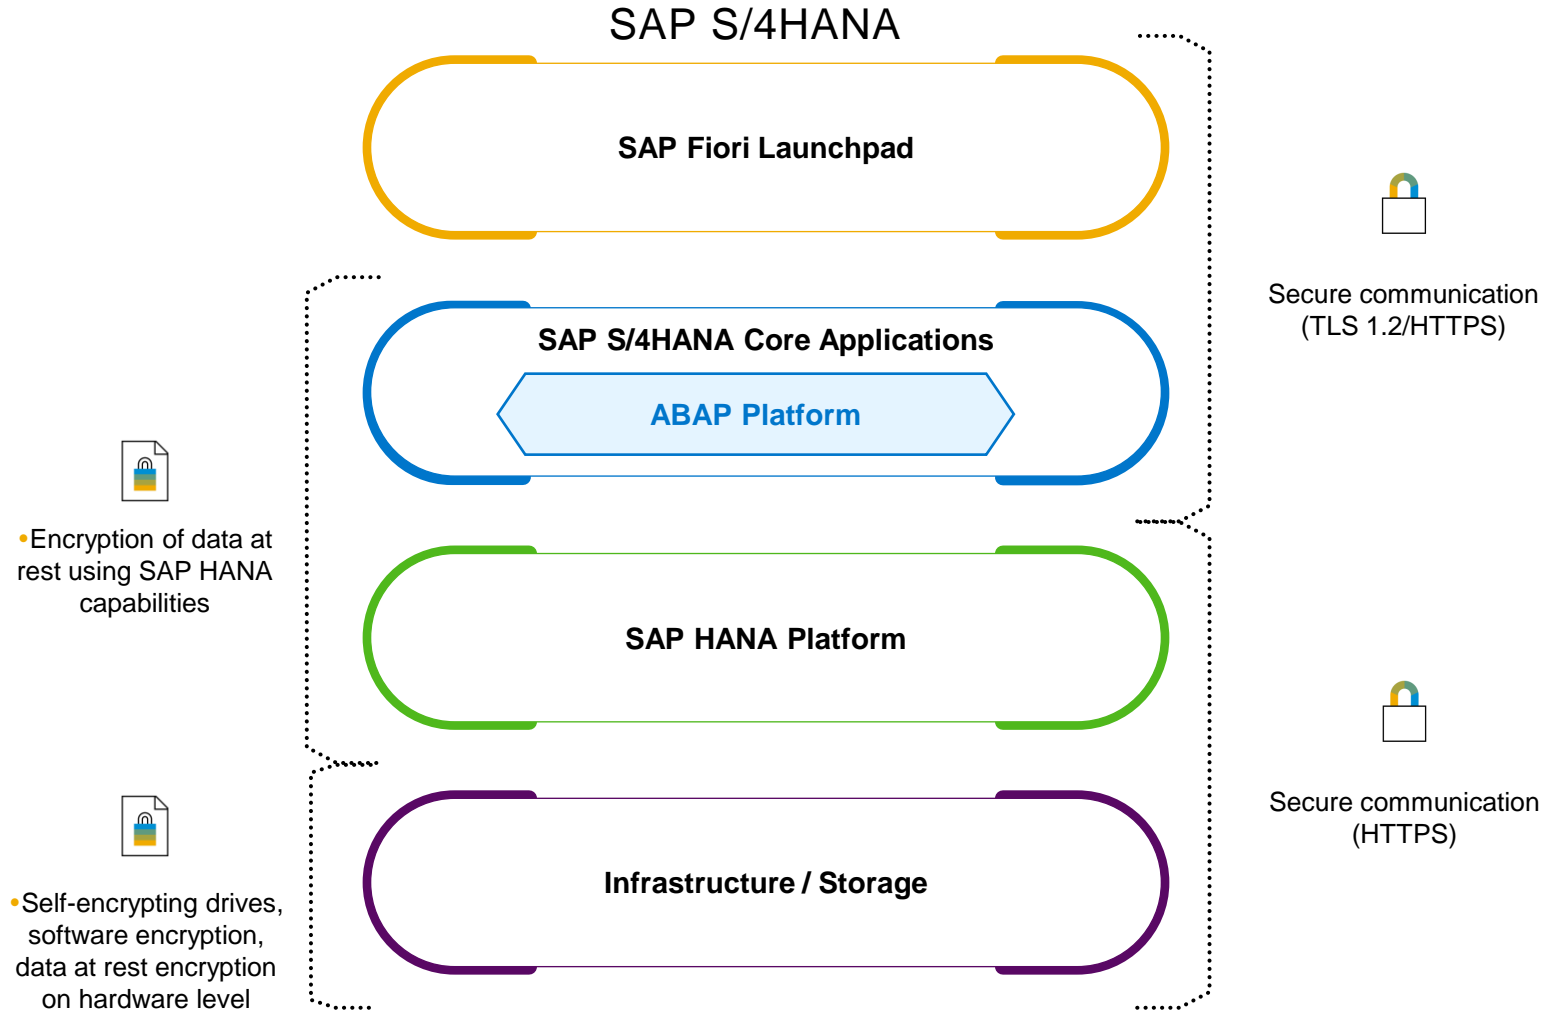 SAP S/4HANA
SAP Fiori Launchpad
Secure communication
(TLS 1.2/HTTPS)
SAP S/4HANA Core Applications
ABAP Platform
•Encryption of data at
rest using SAP HANA
capabilities
SAP HANA Platform
Secure communication
(HTTPS)
Infrastructure / Storage
•Self-encrypting drives,
software encryption,
data at rest encryption
on hardware level